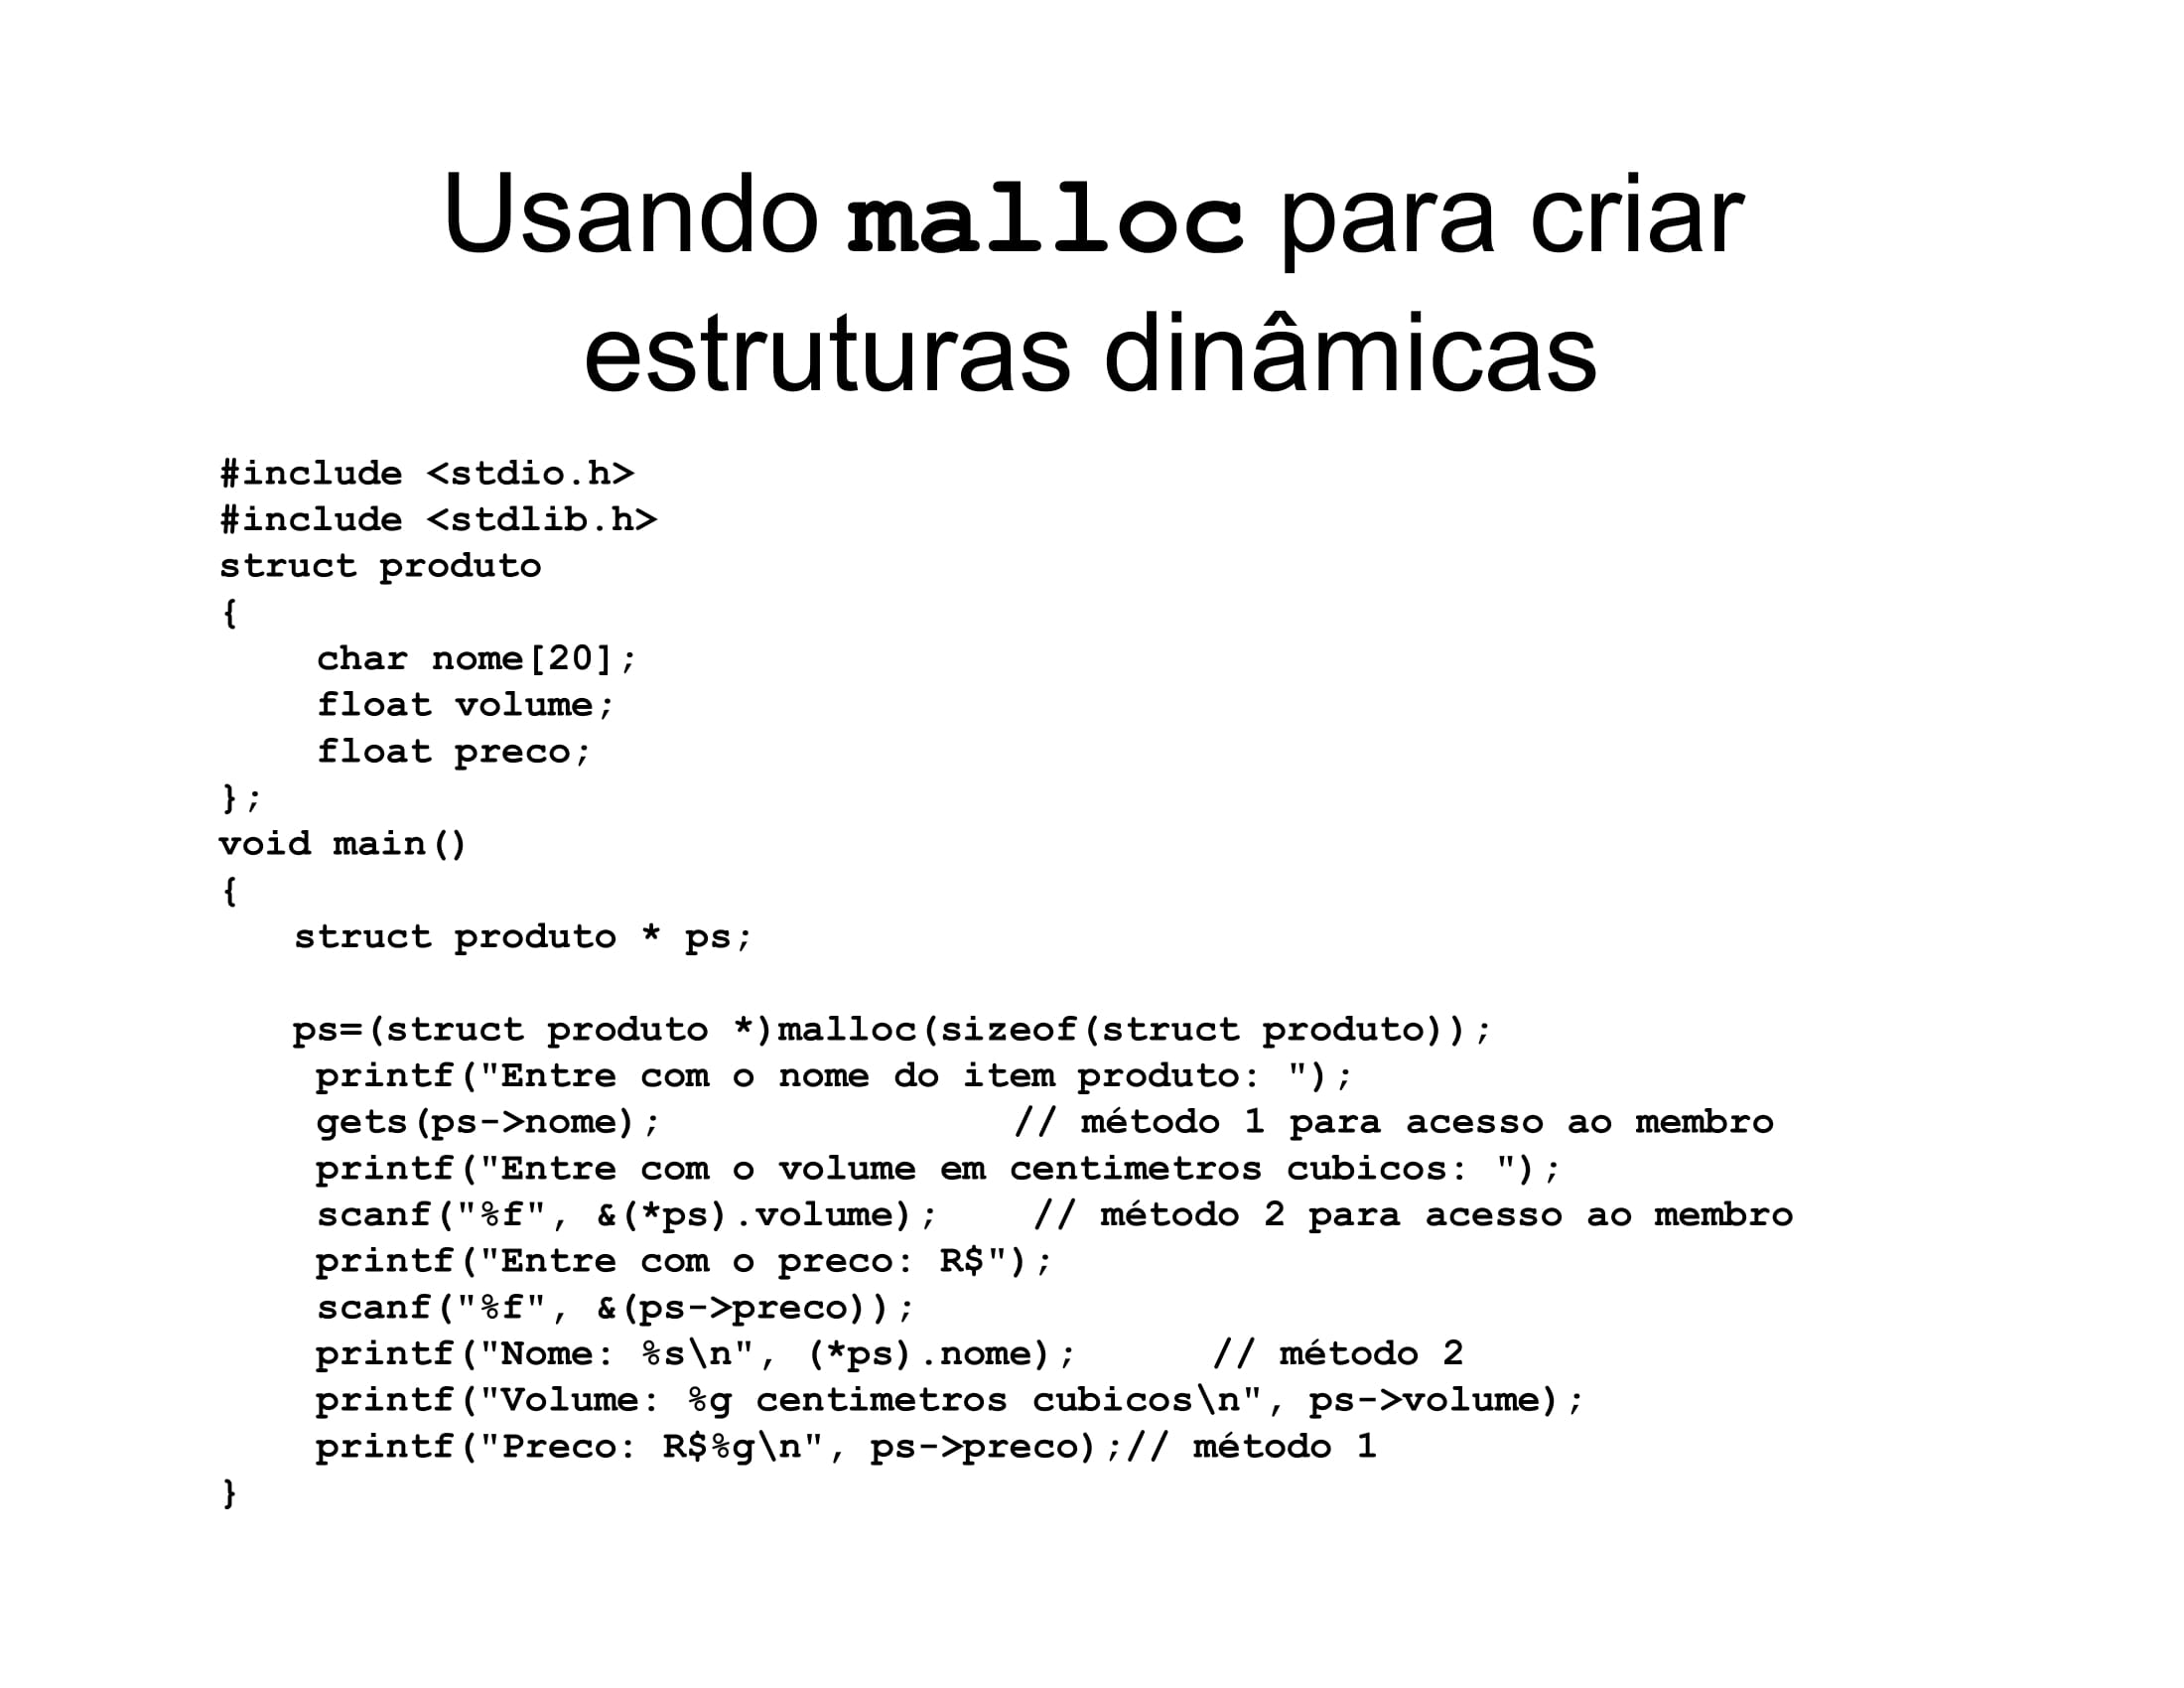 Usando malloc para criar
estruturas dinâmicas
#include <stdio.h>
#include <stdlib.h>
struct produto
{
char nome[20];
float volume;
float preco;
};
void main()
{
struct produto * ps;
ps=(struct produto *)malloc(sizeof(struct produto));
printf("Entre com o nome do item produto: ");
gets(ps->nome); // método 1 para acesso ao membro
printf("Entre com o volume em centimetros cubicos: ");
scanf("%f", &(*ps).volume); // método 2 para acesso ao membro
printf("Entre com o preco: R$");
scanf("%f", &(ps->preco));
printf("Nome: %s\n", (*ps).nome); // método 2
printf("Volume: %g centimetros cubicos\n", ps->volume);
printf("Preco: R$%g\n", ps->preco);// método 1
}